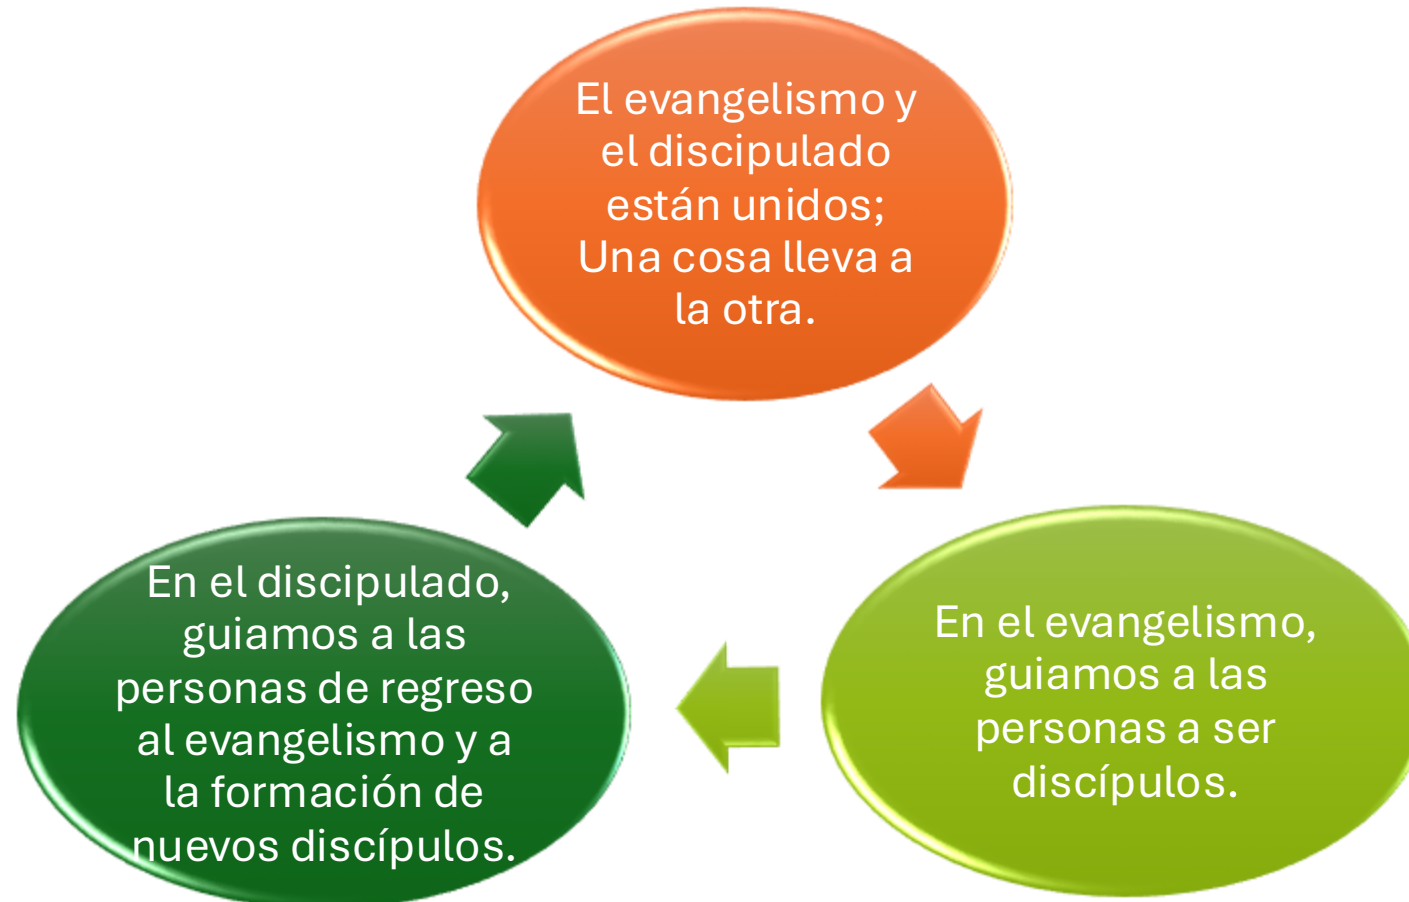 El evangelismo y
el discipulado
están unidos;
Una cosa lleva a
la otra.
En el evangelismo,
guiamos a las
personas a ser
discípulos.
En el discipulado,
guiamos a las
personas de regreso
al evangelismo y a
la formación de
nuevos discípulos.